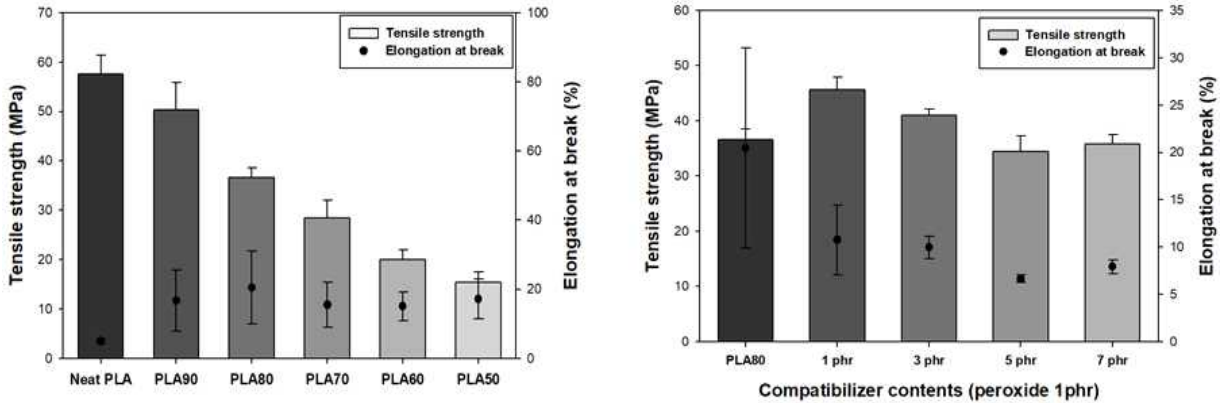 Tensile strength (MPa)
70
60
50
40
30
20
10
0
Tensile strength
Elongation at break
100
80
60
40
20
0
Elongation at break (%)
Neat PLA PLA90 PLA80 PLA70 PLA60 PLA50
Tensile strength (MPa)
60
50
40
30
20
10
0
Tensile strength
Elongation at break
35
30
25
20
15
10
5
0
Elongation at break (%)
PLA80 1 phr 3 phr 5 phr 7 phr
Compatibilizer contents (peroxide 1phr)